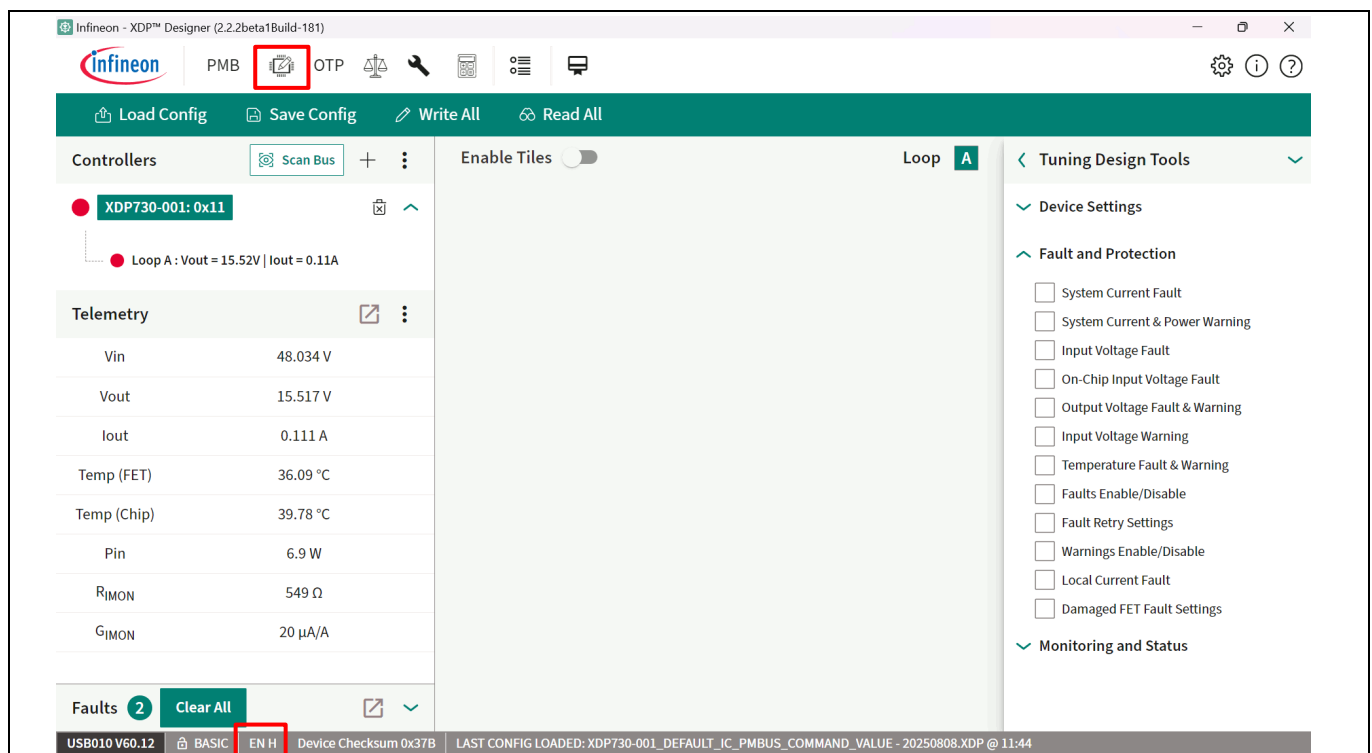 Infineon - XDP™ Designer (2.2.2beta1Build-181)
infineon PMB OTP
Load Config Save Config Write All Read All
Controllers Scan Bus
XDP730-001: 0x11
Loop A : Vout = 15.52V | Iout = 0.11A
Telemetry
Vin 48.034 V
Vout 15.517 V
Iout 0.111 A
Temp (FET) 36.09 °C
Temp (Chip) 39.78 °C
Pin 6.9 W
RIMON 549 Ω
GIMON 20 µA/A
Faults 2 Clear All
Enable Tiles Loop A
Tuning Design Tools
Device Settings
Fault and Protection
System Current Fault
System Current & Power Warning
Input Voltage Fault
On-Chip Input Voltage Fault
Output Voltage Fault & Warning
Input Voltage Warning
Temperature Fault & Warning
Faults Enable/Disable
Fault Retry Settings
Warnings Enable/Disable
Local Current Fault
Damaged FET Fault Settings
Monitoring and Status
USB010 V60.12 BASIC EN H Device Checksum 0x37B LAST CONFIG LOADED: XDP730-001_DEFAULT_IC_PMBUS_COMMAND_VALUE - 20250808.XDP @ 11:44